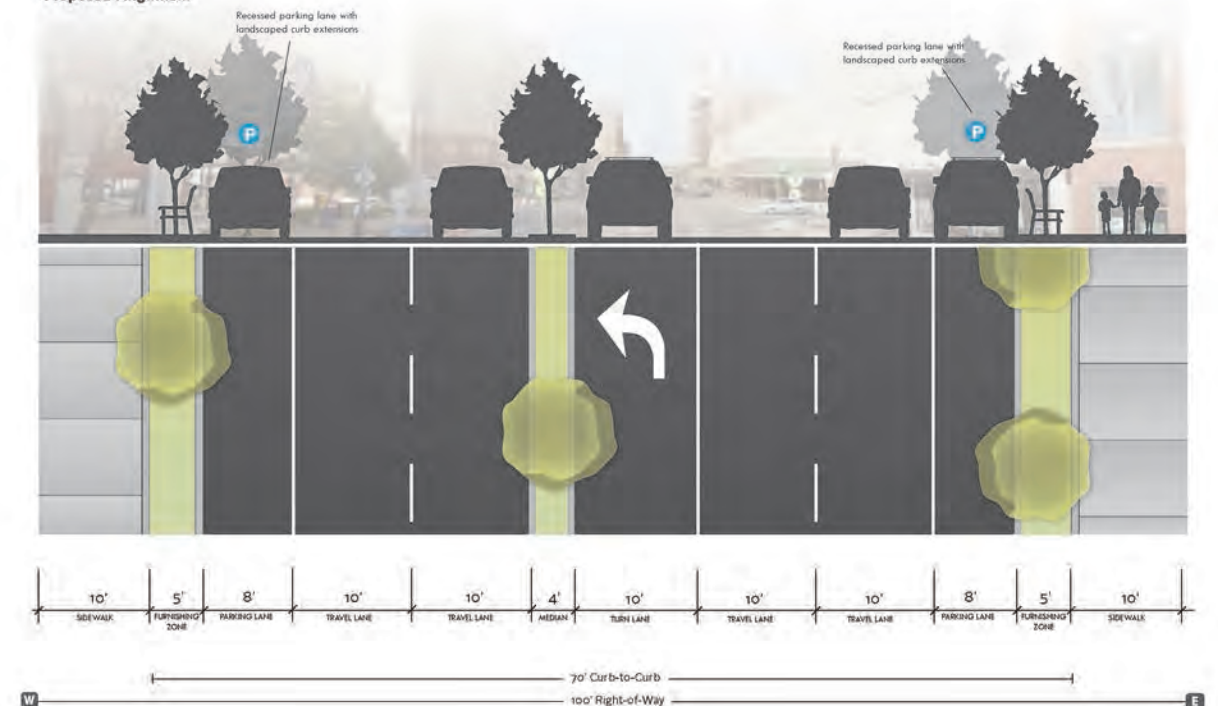 Recessed parking lane with
landscaped curb extensions
Recessed parking lane with
landscaped curb extensions
P
P
10' 5' 8' 10' 10' 4' 10' 10' 10' 8' 5' 10'
SIDEWALK FURNISHING ZONE PARKING LANE TRAVEL LANE TRAVEL LANE MEDIAN TURN LANE TRAVEL LANE TRAVEL LANE PARKING LANE FURNISHING ZONE SIDEWALK
70' Curb-to-Curb
W 100' Right-of-Way E